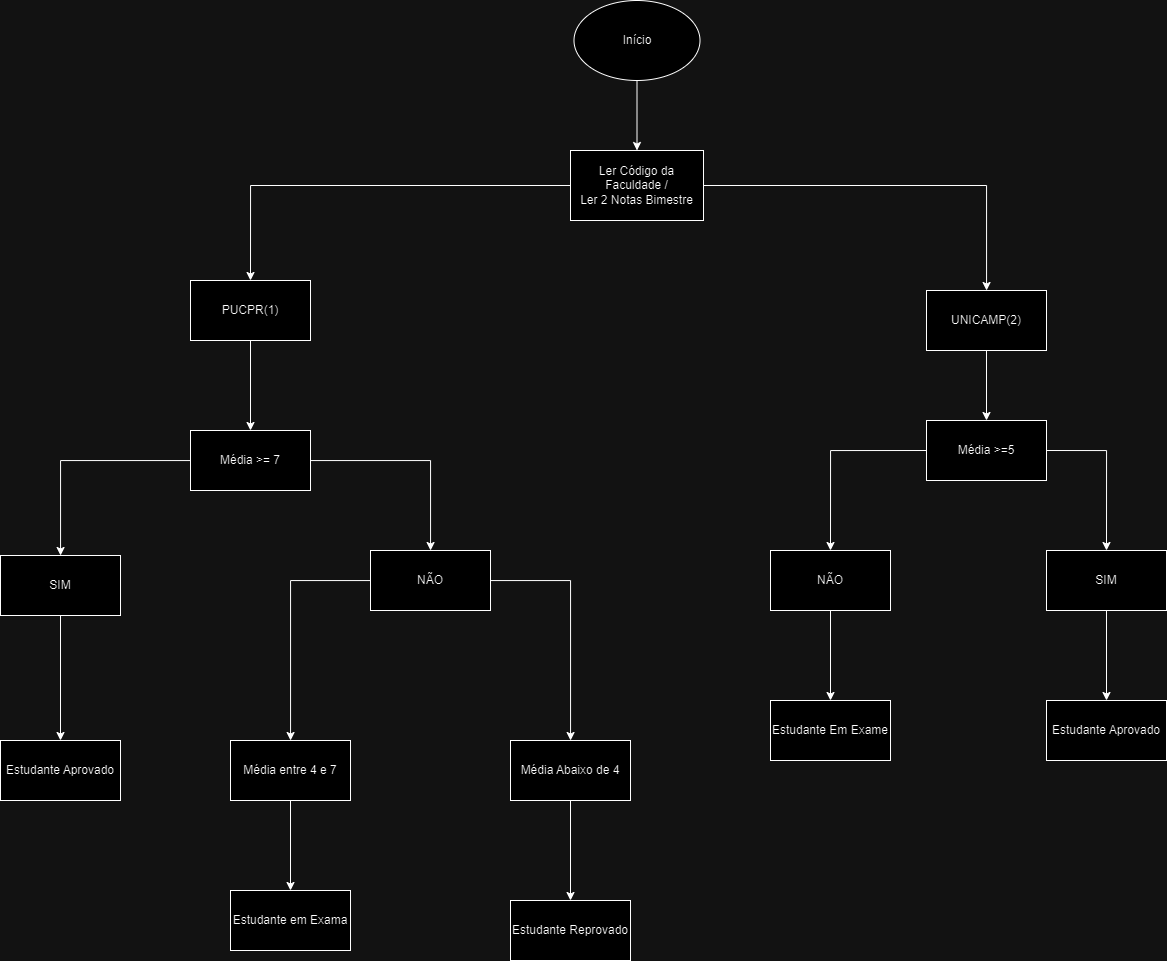 Início
Ler Código da
Faculdade /
Ler 2 Notas Bimestre
PUCPR(1)
UNICAMP(2)
Média >= 7
Média >=5
SIM
NÃO
NÃO
SIM
Estudante Aprovado
Média entre 4 e 7
Média Abaixo de 4
Estudante Em Exame
Estudante Aprovado
Estudante em Exama
Estudante Reprovado